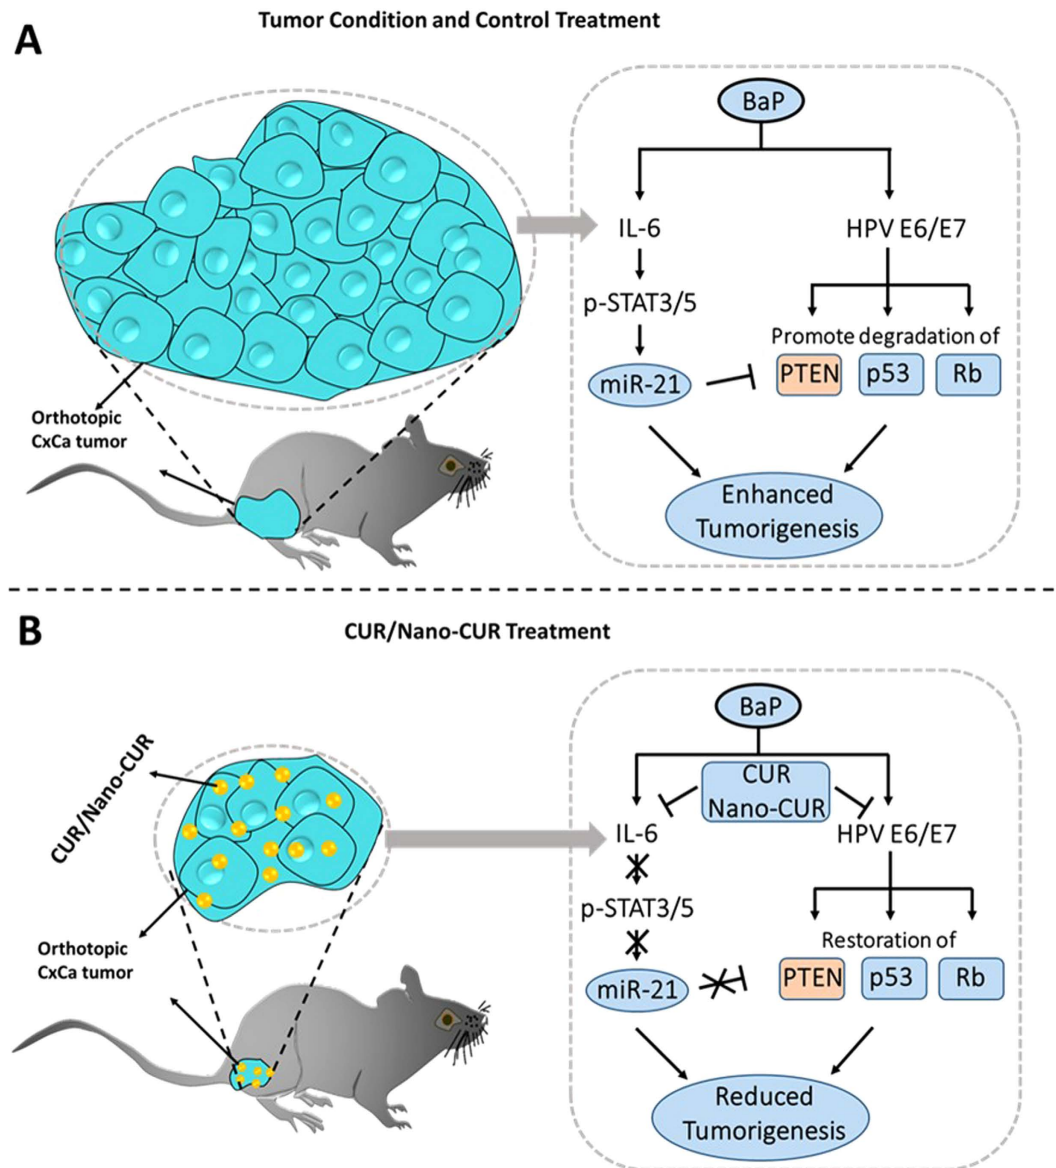 Tumor Condition and Control Treatment
A
BaP
IL-6
HPV E6/E7
p-STAT3/5
Promote degradation of
miR-21
PTEN
p53
Rb
Orthotopic
CxCa tumor
Enhanced
Tumorigenesis
B
CUR/Nano-CUR Treatment
BaP
CUR/Nano-CUR
CUR
Nano-CUR
IL-6
HPV E6/E7
p-STAT3/5
Restoration of
Orthotopic
CxCa tumor
miR-21
PTEN
p53
Rb
Reduced
Tumorigenesis